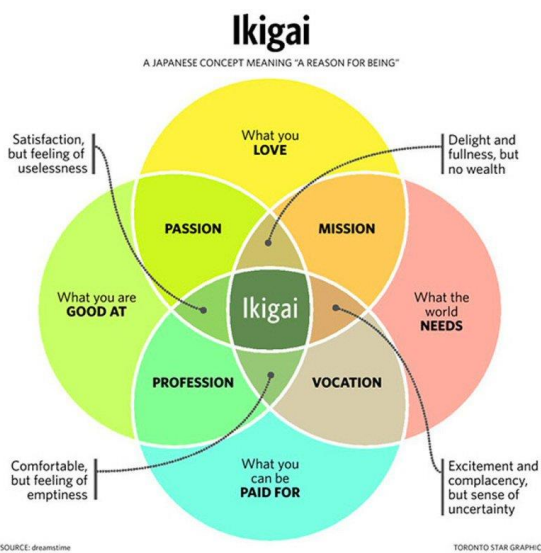 Ikigai
A JAPANESE CONCEPT MEANING "A REASON FOR BEING"
Satisfaction,
but feeling of
uselessness
What you
LOVE
Delight and
fullness, but
no wealth
PASSION
MISSION
What you are
GOOD AT
Ikigai
What the
world
NEEDS
PROFESSION
VOCATION
Comfortable,
but feeling of
emptiness
What you
can be
PAID FOR
Excitement and
complacency,
but sense of
uncertainty
SOURCE: dreamstime
TORONTO STAR GRAPHIC